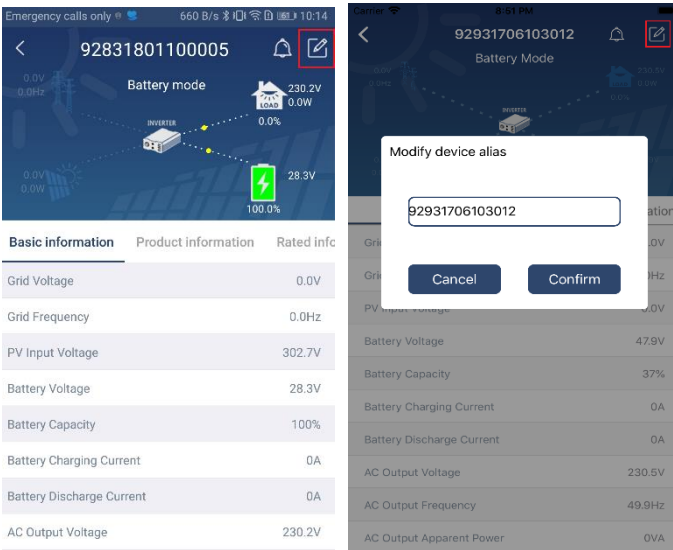 Emergency calls only 660 B/s 10:14
92831801100005
Battery mode
0.0V
0.0Hz
230.2V
0.0W
LOAD
0.0%
INVERTER
0.0V
0.0W
28.3V
100.0%
Basic information Product information Rated info
Grid Voltage 0.0V
Grid Frequency 0.0Hz
PV Input Voltage 302.7V
Battery Voltage 28.3V
Battery Capacity 100%
Battery Charging Current 0A
Battery Discharge Current 0A
AC Output Voltage 230.2V
Carrier 8:51 PM
92931706103012
Battery Mode
INVERTER
Modify device alias
92931706103012
Cancel Confirm
PV Input Voltage 0.0V
Battery Voltage 47.9V
Battery Capacity 37%
Battery Charging Current 0A
Battery Discharge Current 0A
AC Output Voltage 230.5V
AC Output Frequency 49.9Hz
AC Output Apparent Power 0VA